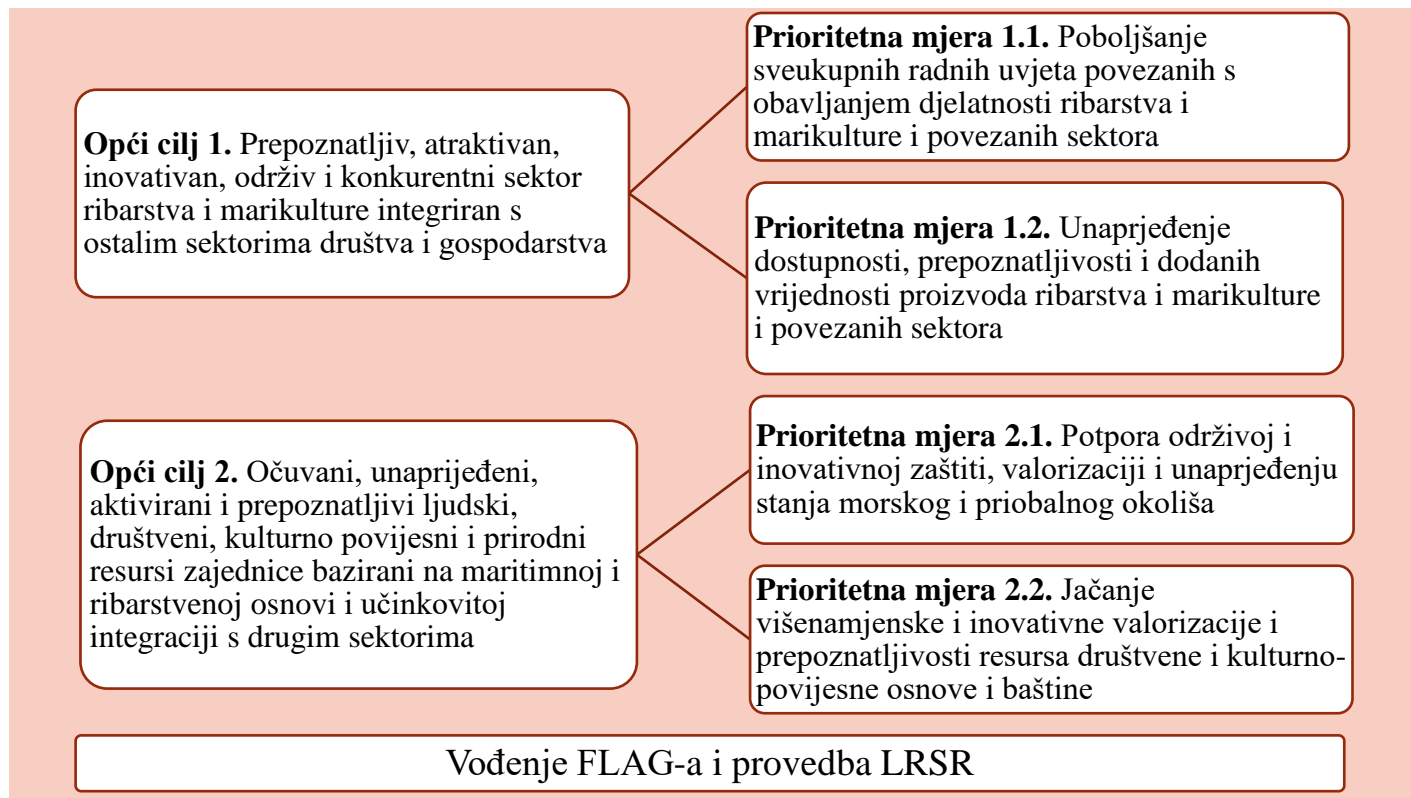 Opći cilj 1. Prepoznatljiv, atraktivan,
inovativan, održiv i konkurentni sektor
ribarstva i marikulture integriran s
ostalim sektorima društva i gospodarstva
Prioritetna mjera 1.1. Poboljšanje
sveukupnih radnih uvjeta povezanih s
obavljanjem djelatnosti ribarstva i
marikulture i povezanih sektora
Prioritetna mjera 1.2. Unaprjeđenje
dostupnosti, prepoznatljivosti i dodanih
vrijednosti proizvoda ribarstva i marikulture
i povezanih sektora
Opći cilj 2. Očuvani, unaprijeđeni,
aktivirani i prepoznatljivi ljudski,
društveni, kulturno povijesni i prirodni
resursi zajednice bazirani na maritimnoj i
ribarstvenoj osnovi i učinkovitoj
integraciji s drugim sektorima
Prioritetna mjera 2.1. Potpora održivoj i
inovativnoj zaštiti, valorizaciji i unaprjeđenju
stanja morskog i priobalnog okoliša
Prioritetna mjera 2.2. Jačanje
višenamjenske i inovativne valorizacije i
prepoznatljivosti resursa društvene i kulturno-
povijesne osnove i baštine
Vođenje FLAG-a i provedba LRSR